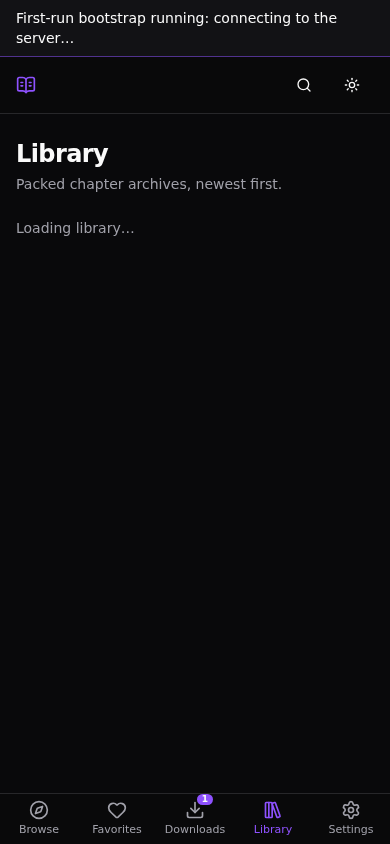 First-run bootstrap running: connecting to the
server…
Library
Packed chapter archives, newest first.
Loading library…
1
Browse
Favorites
Downloads
Library
Settings